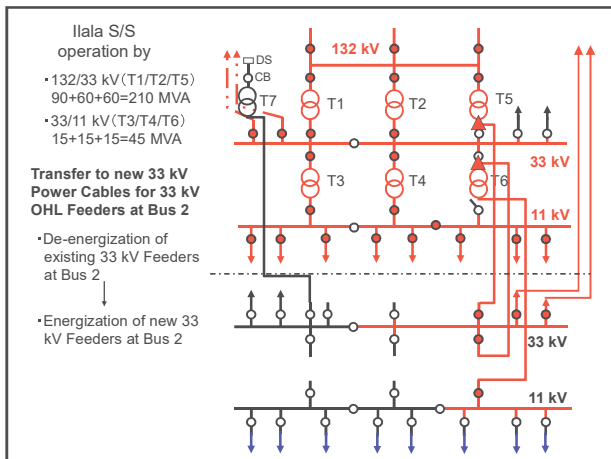 Ilala S/S
operation by
・132/33 kV(T1/T2/T5)
90+60+60=210 MVA
・33/11 kV(T3/T4/T6)
15+15+15=45 MVA
Transfer to new 33 kV
Power Cables for 33 kV
OHL Feeders at Bus 2
・De-energization of
existing 33 kV Feeders
at Bus 2
・Energization of new 33
kV Feeders at Bus 2
DS
CB
T7
132 kV
T1
T2
T5
33 kV
T3
T4
T6
11 kV
33 kV
11 kV